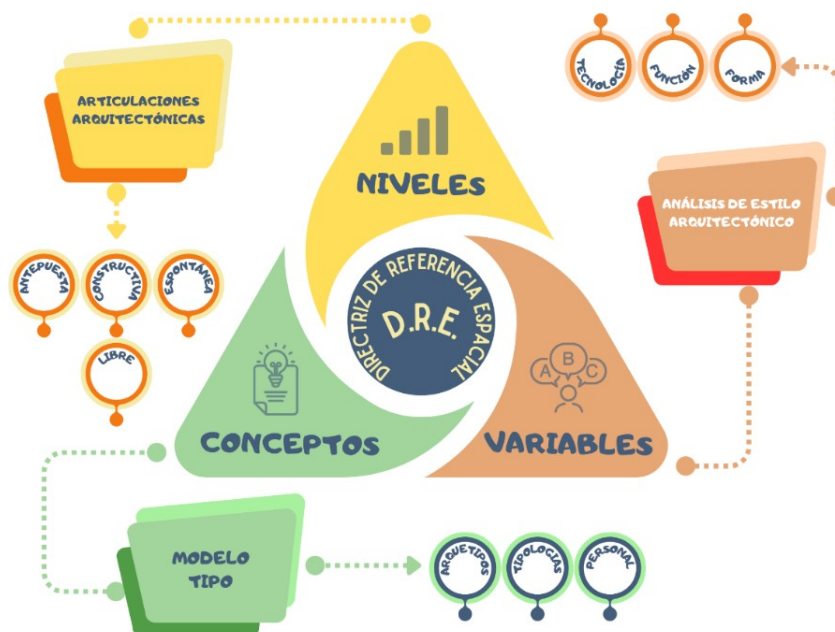 ARTICULACIONES
ARQUITECTÓNICAS
TECNOLOGÍA
FUNCIÓN
FORMA
NIVELES
ANÁLISIS DE ESTILO
ARQUITECTÓNICO
ANTEPUESTA
CONSTRUCTIVA
ESPONTÁNEA
LIBRE
DIRECTRIZ DE REFERENCIA ESPACIAL
D.R.E.
A
B
C
CONCEPTOS
VARIABLES
MODELO
TIPO
ARQUETIPOS
TIPOLOGÍAS
PERSONAL